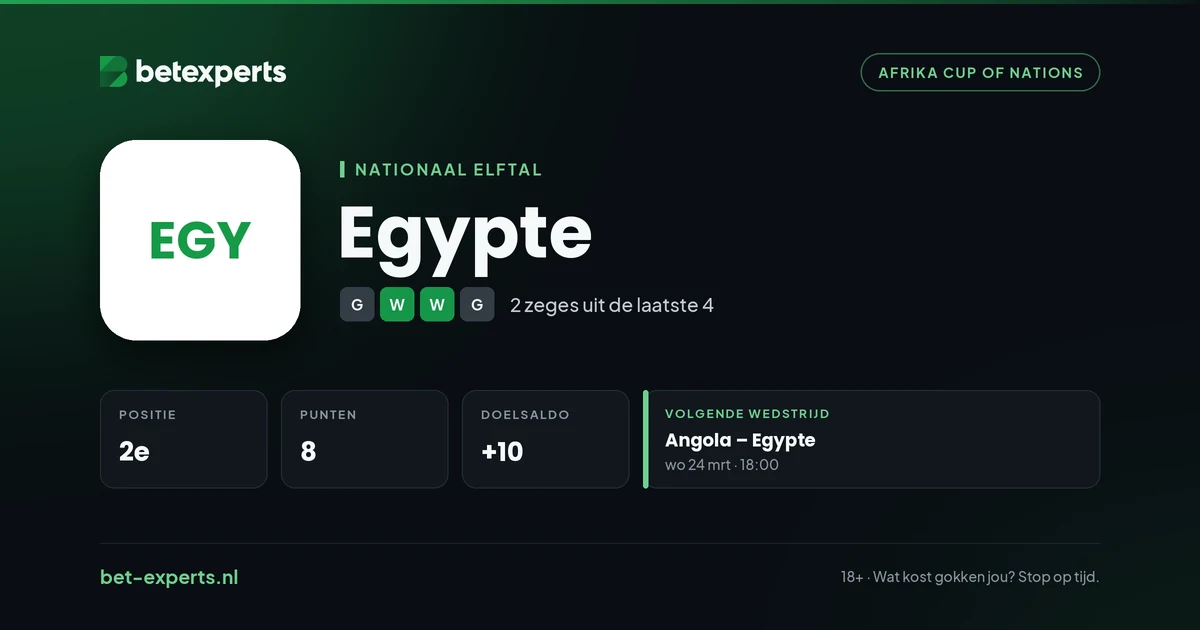 betexperts
AFRIKA CUP OF NATIONS
EGY
NATIONAAL ELFTAL
Egypte
G W W G 2 zeges uit de laatste 4
POSITIE
2e
PUNTEN
8
DOELSALDO
+10
VOLGENDE WEDSTRIJD
Angola – Egypte
wo 24 mrt · 18:00
bet-experts.nl
18+ · Wat kost gokken jou? Stop op tijd.